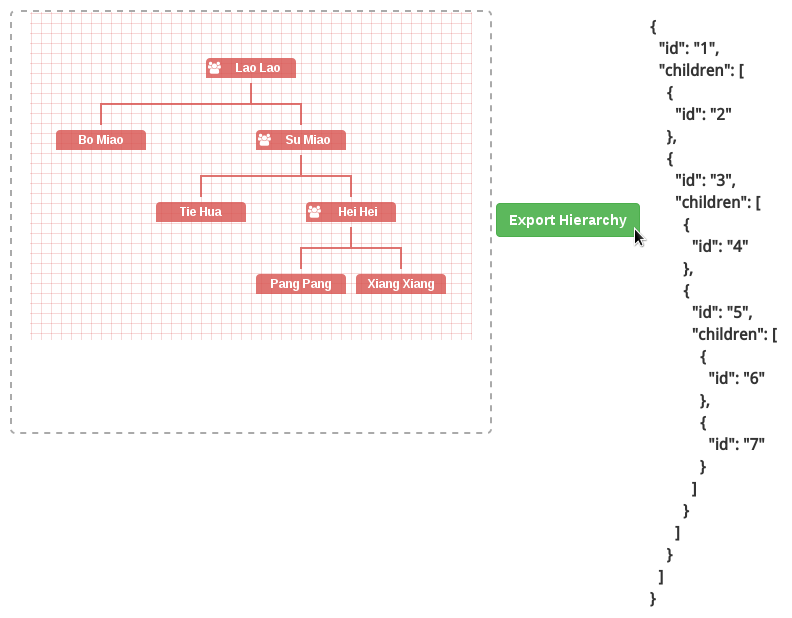 Lao Lao
Bo Miao
Su Miao
Tie Hua
Hei Hei
Pang Pang
Xiang Xiang
Export Hierarchy
{
  "id": "1",
  "children": [
    {
      "id": "2"
    },
    {
      "id": "3",
      "children": [
        {
          "id": "4"
        },
        {
          "id": "5",
          "children": [
            {
              "id": "6"
            },
            {
              "id": "7"
            }
          ]
        }
      ]
    }
  ]
}